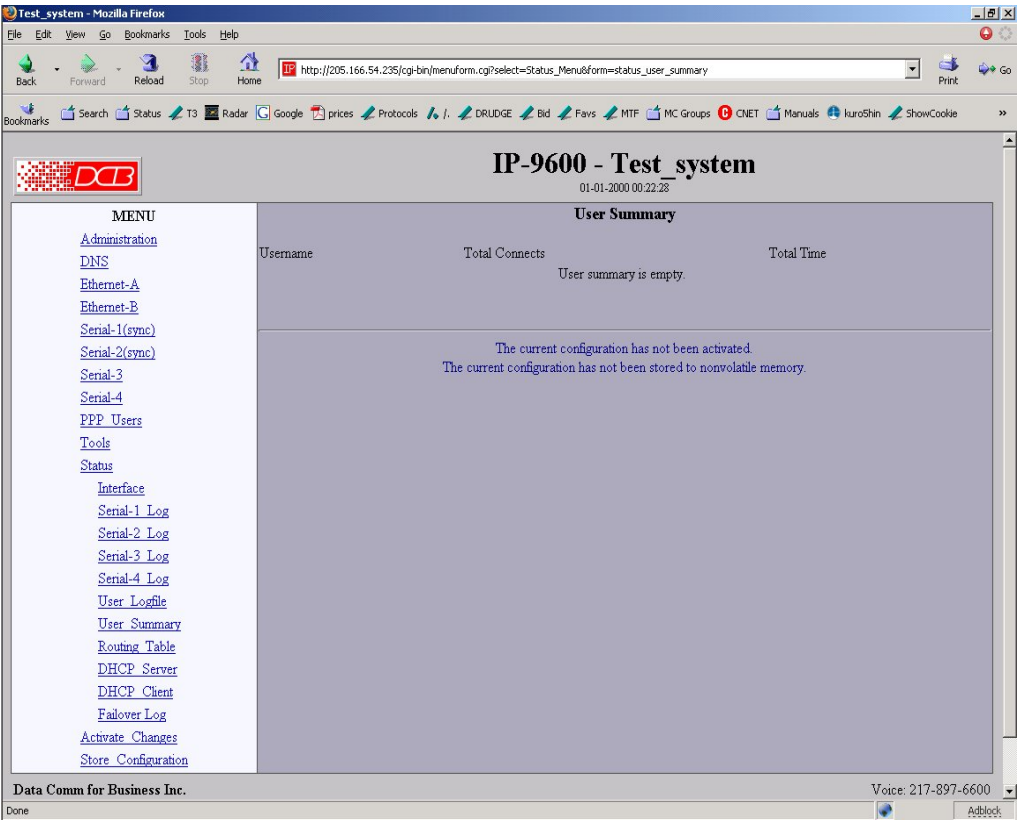 Test_system - Mozilla Firefox
File Edit View Go Bookmarks Tools Help
Back Forward Reload Stop Home http://205.166.54.235/cgi-bin/menuform.cgi?select=Status_Menu&form=status_user_summary Print Go
Bookmarks Search Status T3 Radar Google prices Protocols /. DRUDGE Bid Favs MTF MC Groups CNET Manuals kuro5hin ShowCookie »
DCB
IP-9600 - Test_system
01-01-2000 00:22:28
MENU
Administration
DNS
Ethernet-A
Ethernet-B
Serial-1(sync)
Serial-2(sync)
Serial-3
Serial-4
PPP Users
Tools
Status
Interface
Serial-1 Log
Serial-2 Log
Serial-3 Log
Serial-4 Log
User Logfile
User Summary
Routing Table
DHCP Server
DHCP Client
Failover Log
Activate Changes
Store Configuration
User Summary
Username Total Connects Total Time
User summary is empty.
The current configuration has not been activated.
The current configuration has not been stored to nonvolatile memory.
Data Comm for Business Inc. Voice: 217-897-6600
Done Adblock